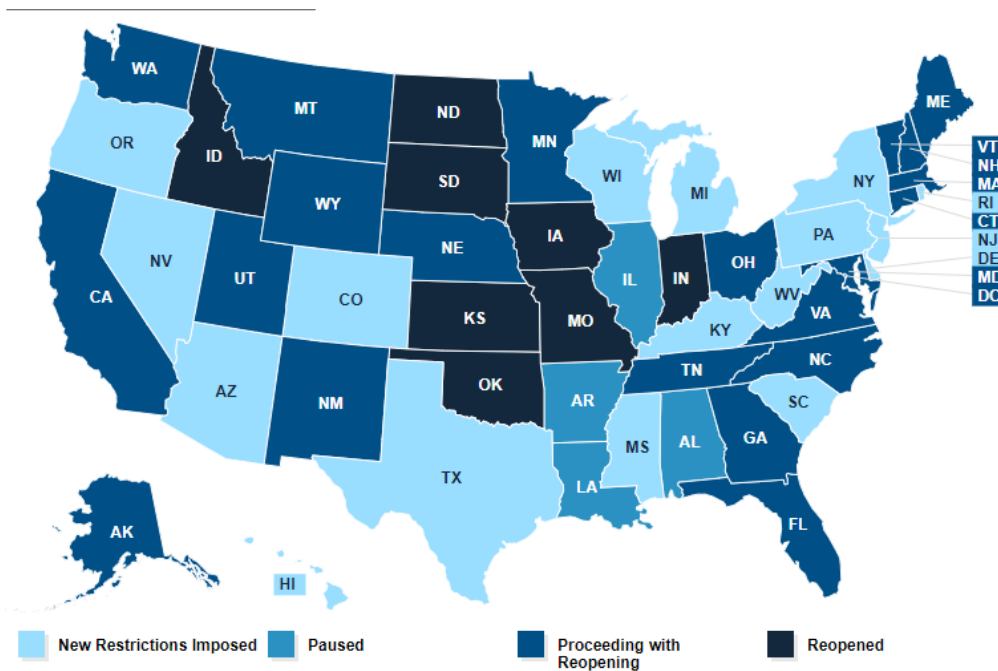 WA
MT
ND
MN
ME
OR
ID
SD
WI
MI
NY
VT
NH
MA
RI
CT
NJ
DE
MD
DC
WY
NE
IA
PA
NV
UT
CO
IL
IN
OH
WV
VA
CA
KS
MO
KY
NC
AZ
NM
OK
AR
TN
SC
TX
LA
MS
AL
GA
FL
AK
HI
New Restrictions Imposed
Paused
Proceeding with
Reopening
Reopened